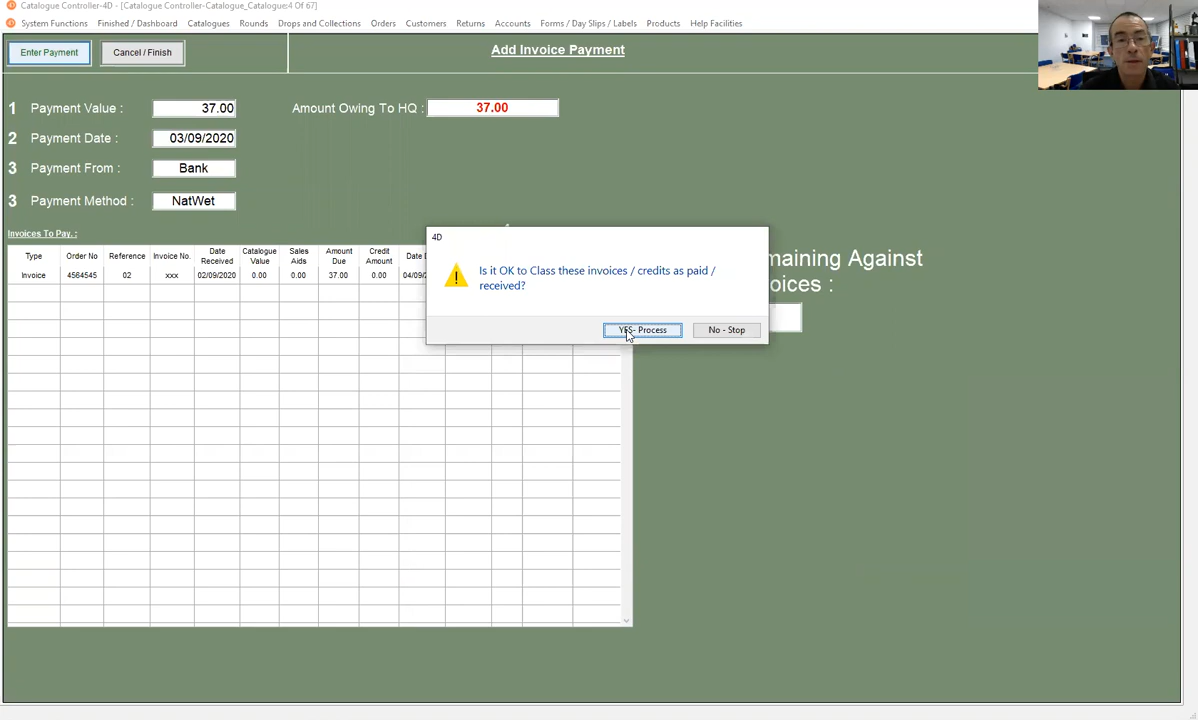 Catalogue Controller-4D - [Catalogue Controller-Catalogue_Catalogue:4 Of 67]
System Functions Finished / Dashboard Catalogues Rounds Drops and Collections Orders Customers Returns Accounts Forms / Day Slips / Labels Products Help Facilities
Enter Payment Cancel / Finish Add Invoice Payment
1 Payment Value : 37.00 Amount Owing To HQ : 37.00
2 Payment Date : 03/09/2020
3 Payment From : Bank
3 Payment Method : NatWet
Invoices To Pay. :
Type Order No Reference Invoice No. Date Received Catalogue Value Sales Aids Amount Due Credit Amount Date
Invoice 4564545 02 xxx 02/09/2020 0.00 0.00 37.00 0.00 04/09/2
4D
Is it OK to Class these invoices / credits as paid /
received?
YES- Process No - Stop
maining Against
oices :